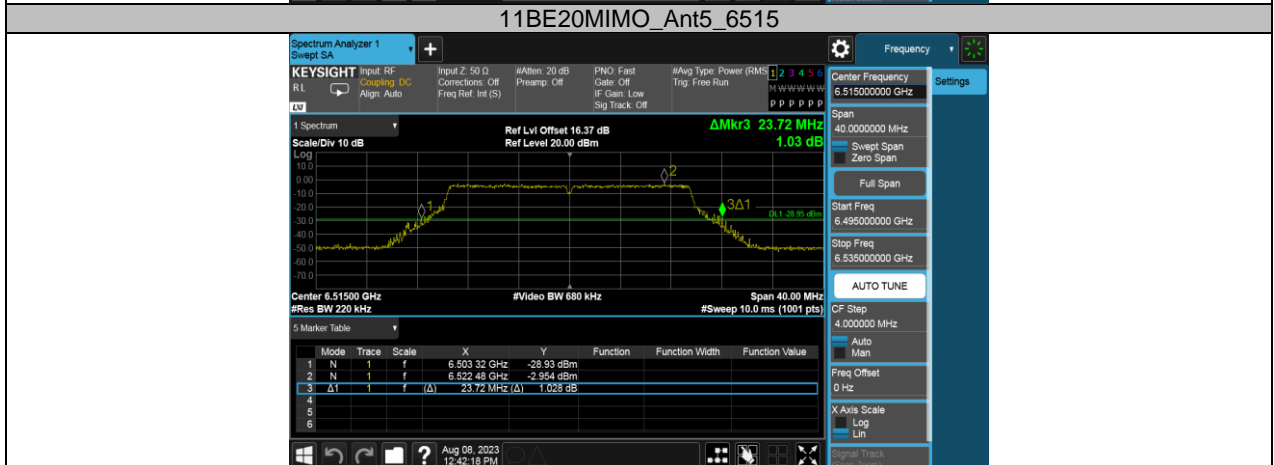 11BE20MIMO_Ant5_6515
Spectrum Analyzer 1
Swept SA
+
Frequency
KEYSIGHT Input: RF Input Z: 50 Ω #Atten: 20 dB PNO: Fast #Avg Type: Power (RMS 1 2 3 4 5 6
RL Coupling: DC Corrections: Off Preamp: Off Gate: Off Trig: Free Run M W W W W W
Align: Auto Freq Ref: Int (S) IF Gain: Low
LXI Sig Track: Off P P P P P P
Center Frequency
6.515000000 GHz
Settings
Span
40.0000000 MHz
Swept Span
Zero Span
Full Span
Start Freq
6.495000000 GHz
Stop Freq
6.535000000 GHz
AUTO TUNE
CF Step
4.000000 MHz
Auto
Man
Freq Offset
0 Hz
X Axis Scale
Log
Lin
Signal Track
(Span Zoom)
1 Spectrum
Ref Lvl Offset 16.37 dB
ΔMkr3 23.72 MHz
Scale/Div 10 dB Ref Level 20.00 dBm 1.03 dB
Log
10.0
0.00
-10.0
-20.0
-30.0
-40.0
-50.0
-60.0
-70.0
1
2
3Δ1
DL1 -28.95 dBm
Center 6.51500 GHz #Video BW 680 kHz Span 40.00 MHz
#Res BW 220 kHz #Sweep 10.0 ms (1001 pts)
5 Marker Table
Mode Trace Scale X Y Function Function Width Function Value
1 N 1 f 6.503 32 GHz -28.93 dBm
2 N 1 f 6.522 48 GHz -2.954 dBm
3 Δ1 1 f (Δ) 23.72 MHz (Δ) 1.028 dB
4
5
6
? Aug 08, 2023
12:42:18 PM